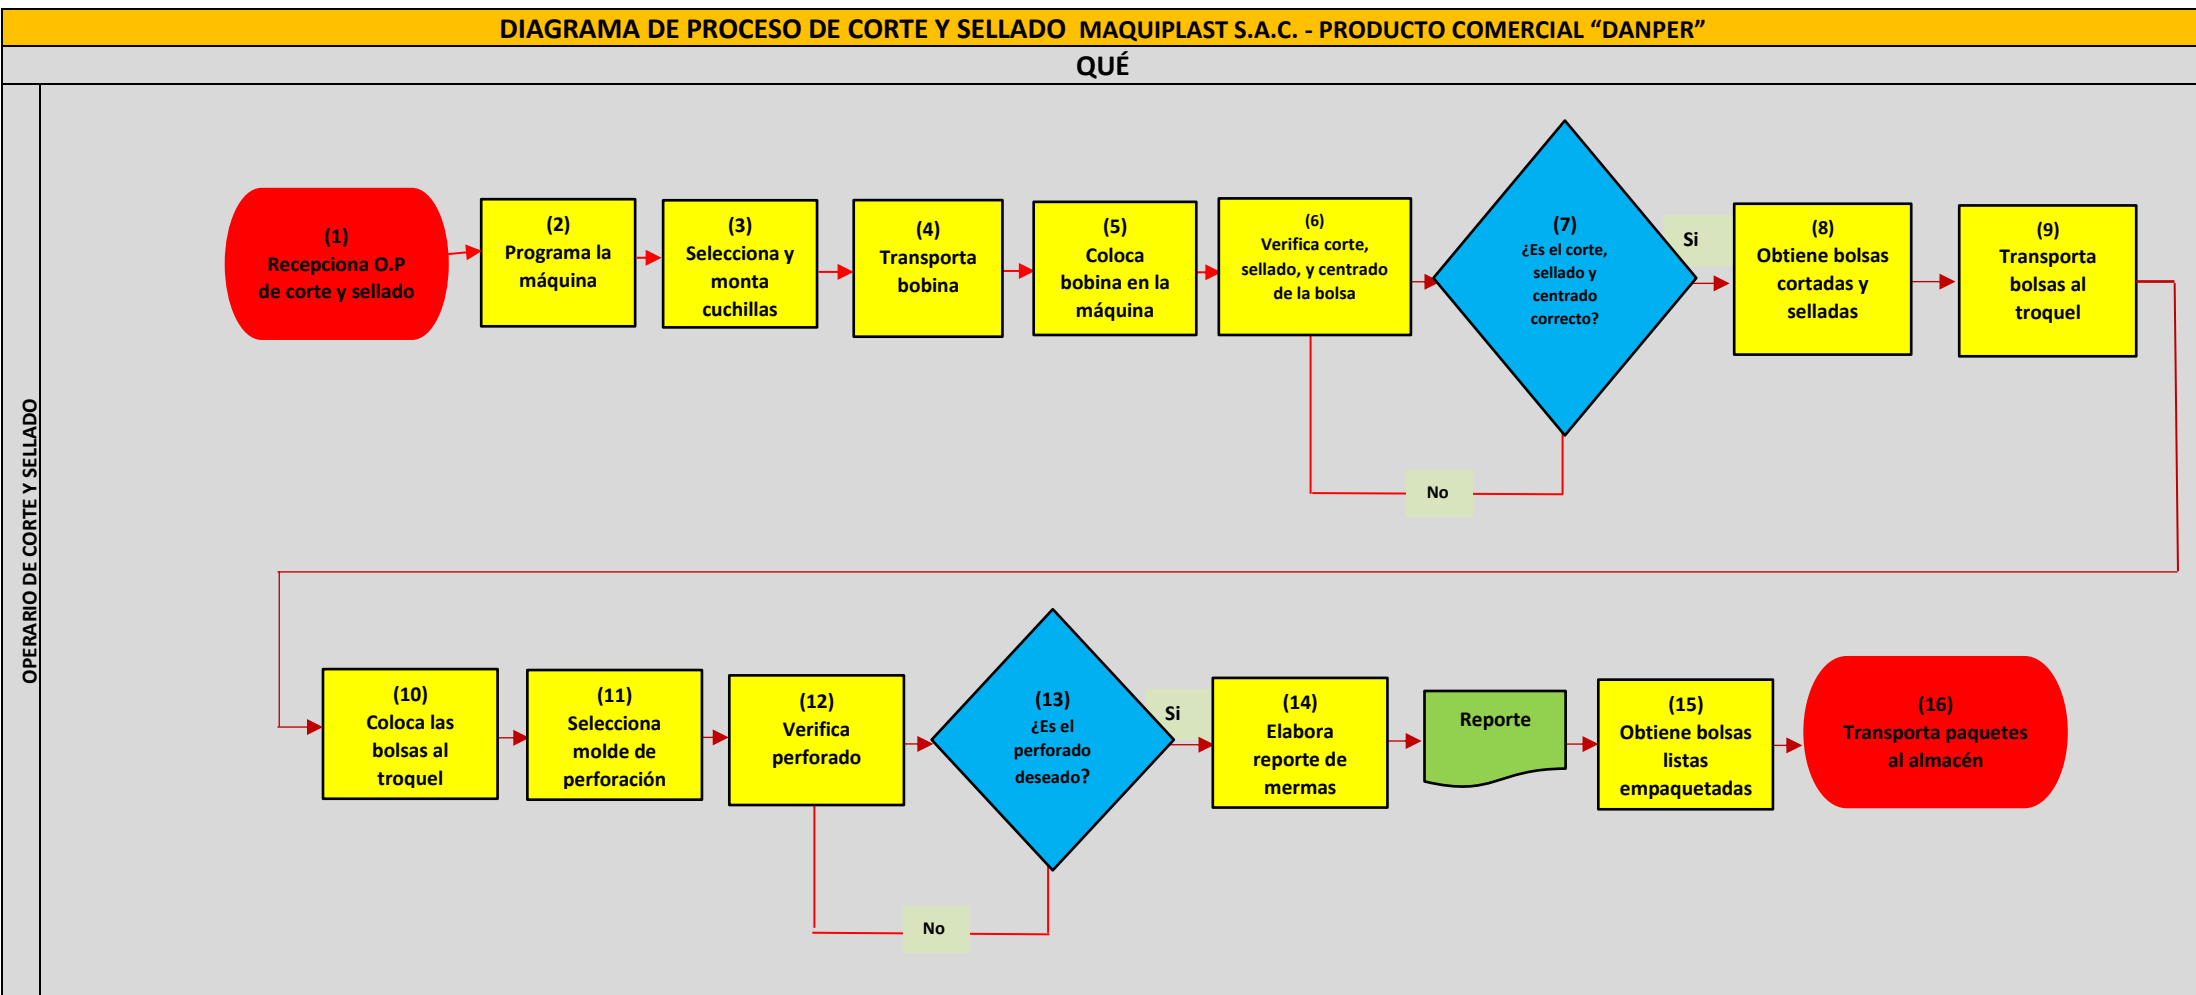 DIAGRAMA DE PROCESO DE CORTE Y SELLADO MAQUIPLAST S.A.C. - PRODUCTO COMERCIAL “DANPER”
QUÉ
OPERARIO DE CORTE Y SELLADO
(1)
Recepciona O.P
de corte y sellado
(2)
Programa la
máquina
(3)
Selecciona y
monta
cuchillas
(4)
Transporta
bobina
(5)
Coloca
bobina en la
máquina
(6)
Verifica corte,
sellado, y centrado
de la bolsa
(7)
¿Es el corte,
sellado y
centrado
correcto?
Si
No
(8)
Obtiene bolsas
cortadas y
selladas
(9)
Transporta
bolsas al
troquel
(10)
Coloca las
bolsas al
troquel
(11)
Selecciona
molde de
perforación
(12)
Verifica
perforado
(13)
¿Es el
perforado
deseado?
Si
No
(14)
Elabora
reporte de
mermas
Reporte
(15)
Obtiene bolsas
listas
empaquetadas
(16)
Transporta paquetes
al almacén